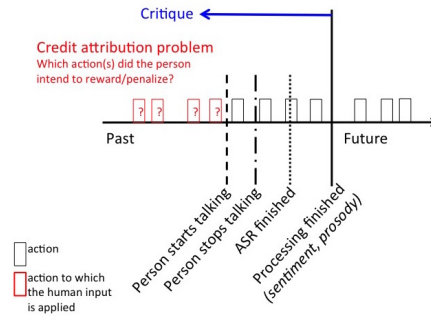 Critique
Credit attribution problem
Which action(s) did the person
intend to reward/penalize?
? ? ? ?
Past
Future
Person starts talking
Person stops talking
ASR finished
Processing finished
(sentiment, prosody)
action
action to which
the human input
is applied